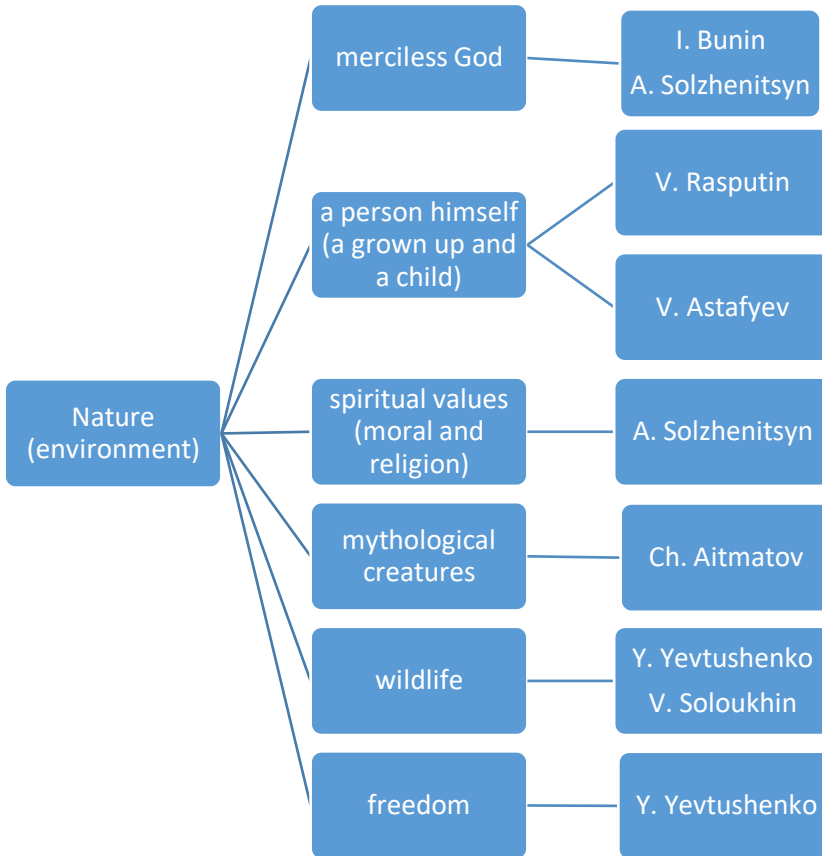 merciless God
I. Bunin
A. Solzhenitsyn
a person himself
(a grown up and
a child)
V. Rasputin
V. Astafyev
Nature
(environment)
spiritual values
(moral and
religion)
A. Solzhenitsyn
mythological
creatures
Ch. Aitmatov
wildlife
Y. Yevtushenko
V. Soloukhin
freedom
Y. Yevtushenko